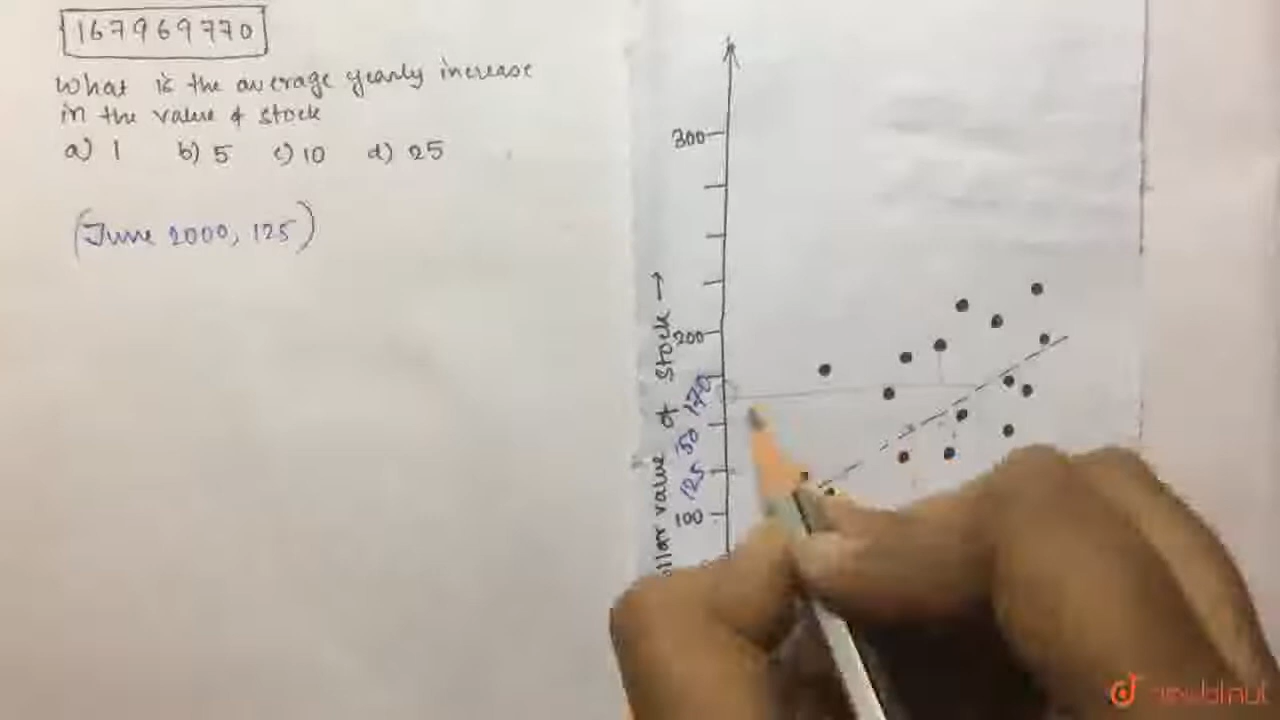 167969770
What is the average yearly increase
in the value of stock
a) 1 b) 5 c) 10 d) 25
(June 2000, 125)
300
200
170
50
125
100
value of stock →